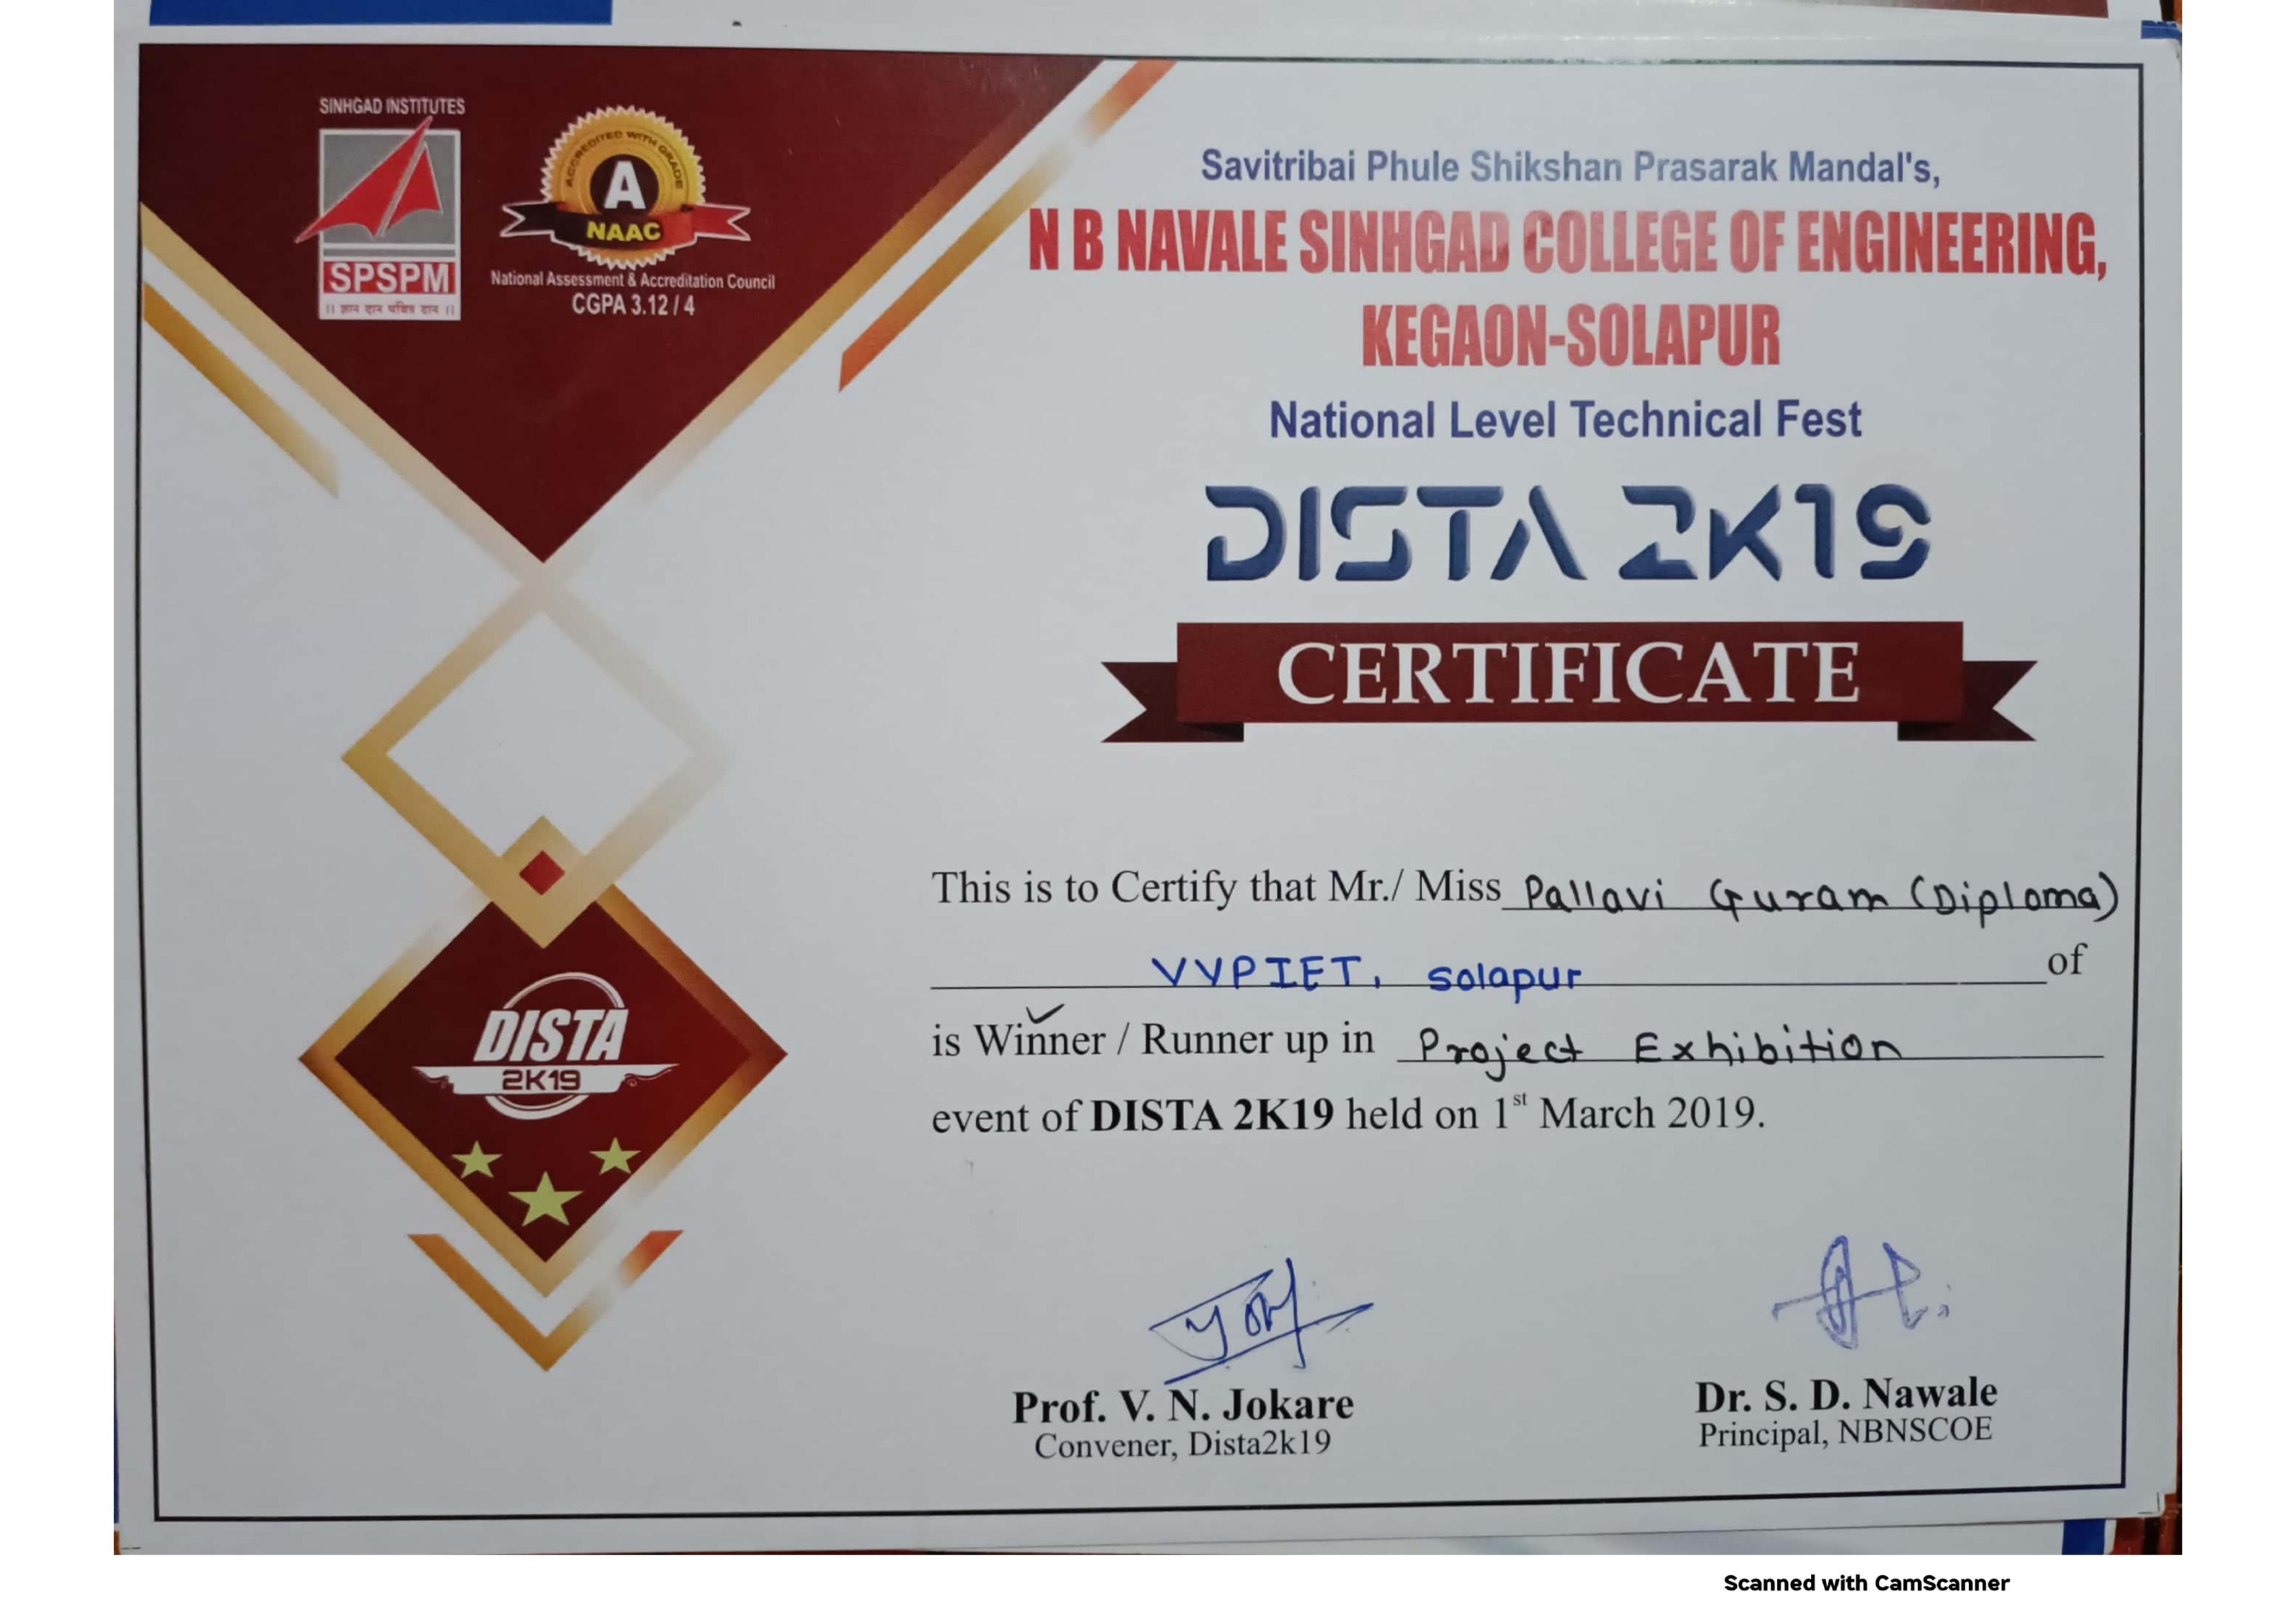 SINHGAD INSTITUTES
SPSPM
।। ज्ञान दान पवित्र दान ।।
ACCREDITED WITH GRADE
A
NAAC
National Assessment & Accreditation Council
CGPA 3.12 / 4
Savitribai Phule Shikshan Prasarak Mandal's,
N B NAVALE SINHGAD COLLEGE OF ENGINEERING,
KEGAON-SOLAPUR
National Level Technical Fest
DISTA 2K19
CERTIFICATE
This is to Certify that Mr./ Miss Pallavi Guram (Diploma)
VVPIET, Solapur of
is Winner / Runner up in Project Exhibition
event of DISTA 2K19 held on 1st March 2019.
DISTA
2K19
Prof. V. N. Jokare
Convener, Dista2k19
Dr. S. D. Nawale
Principal, NBNSCOE
Scanned with CamScanner